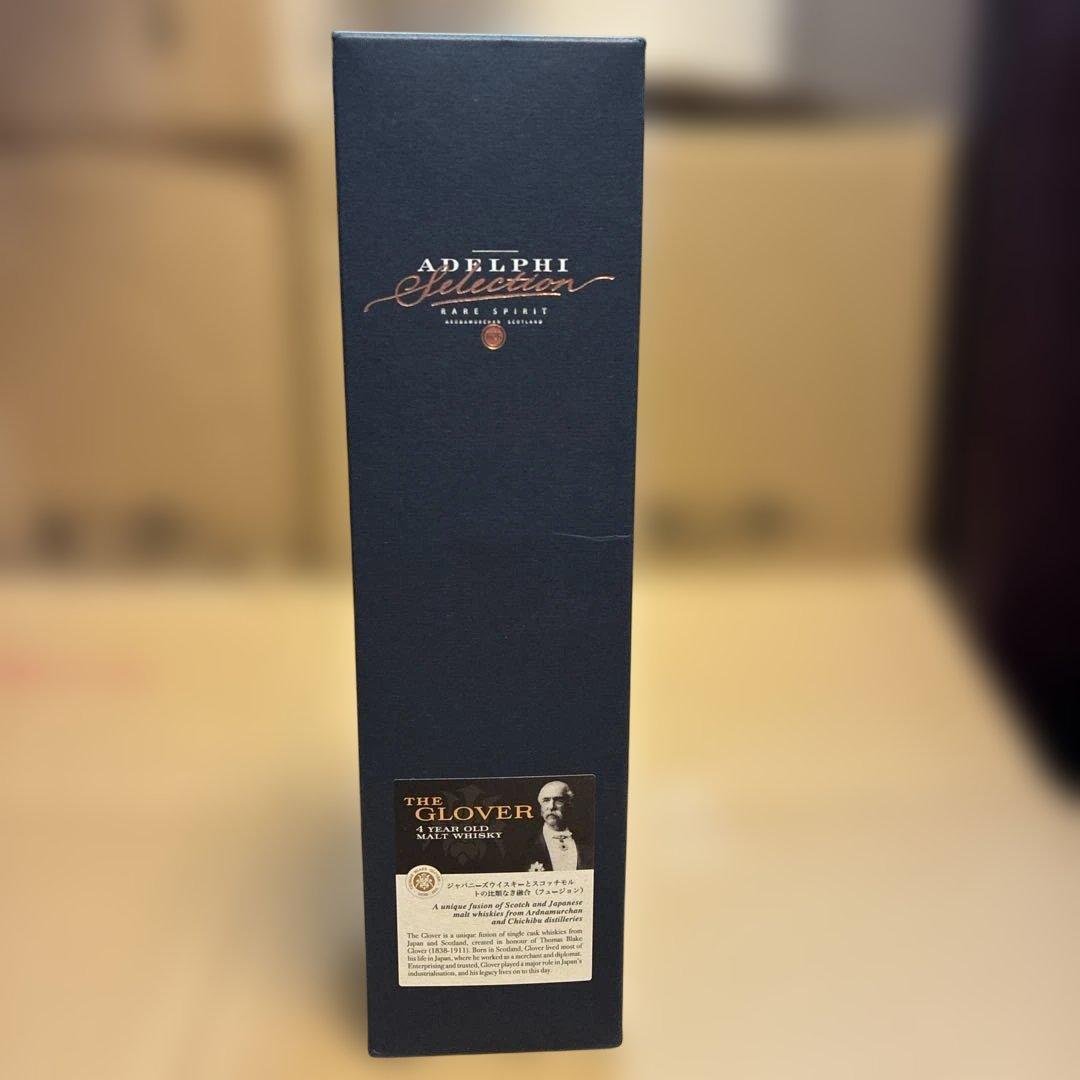 ADELPHI
Selection
RARE SPIRIT
ARDNAMURCHAN SCOTLAND
THE
GLOVER
4 YEAR OLD
MALT WHISKY
ジャパニーズウイスキーとスコッチモル
トの比類なき融合（フュージョン）
A unique fusion of Scotch and Japanese
malt whiskies from Ardnamurchan
and Chichibu distilleries
The Glover is a unique fusion of single cask whiskies from
Japan and Scotland, created in honour of Thomas Blake
Glover (1838-1911). Born in Scotland, Glover lived most of
his life in Japan, where he worked as a merchant and diplomat.
Enterprising and trusted, Glover played a major role in Japan's
industrialisation, and his legacy lives on to this day.